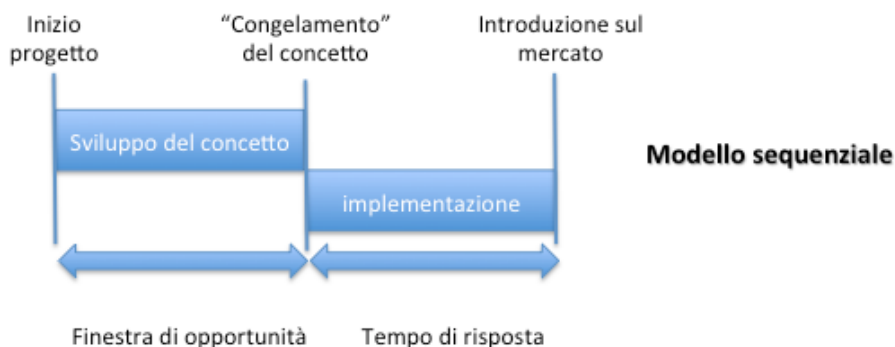 Inizio
progetto
“Congelamento”
del concetto
Introduzione sul
mercato
Sviluppo del concetto
implementazione
Modello sequenziale
Finestra di opportunità
Tempo di risposta